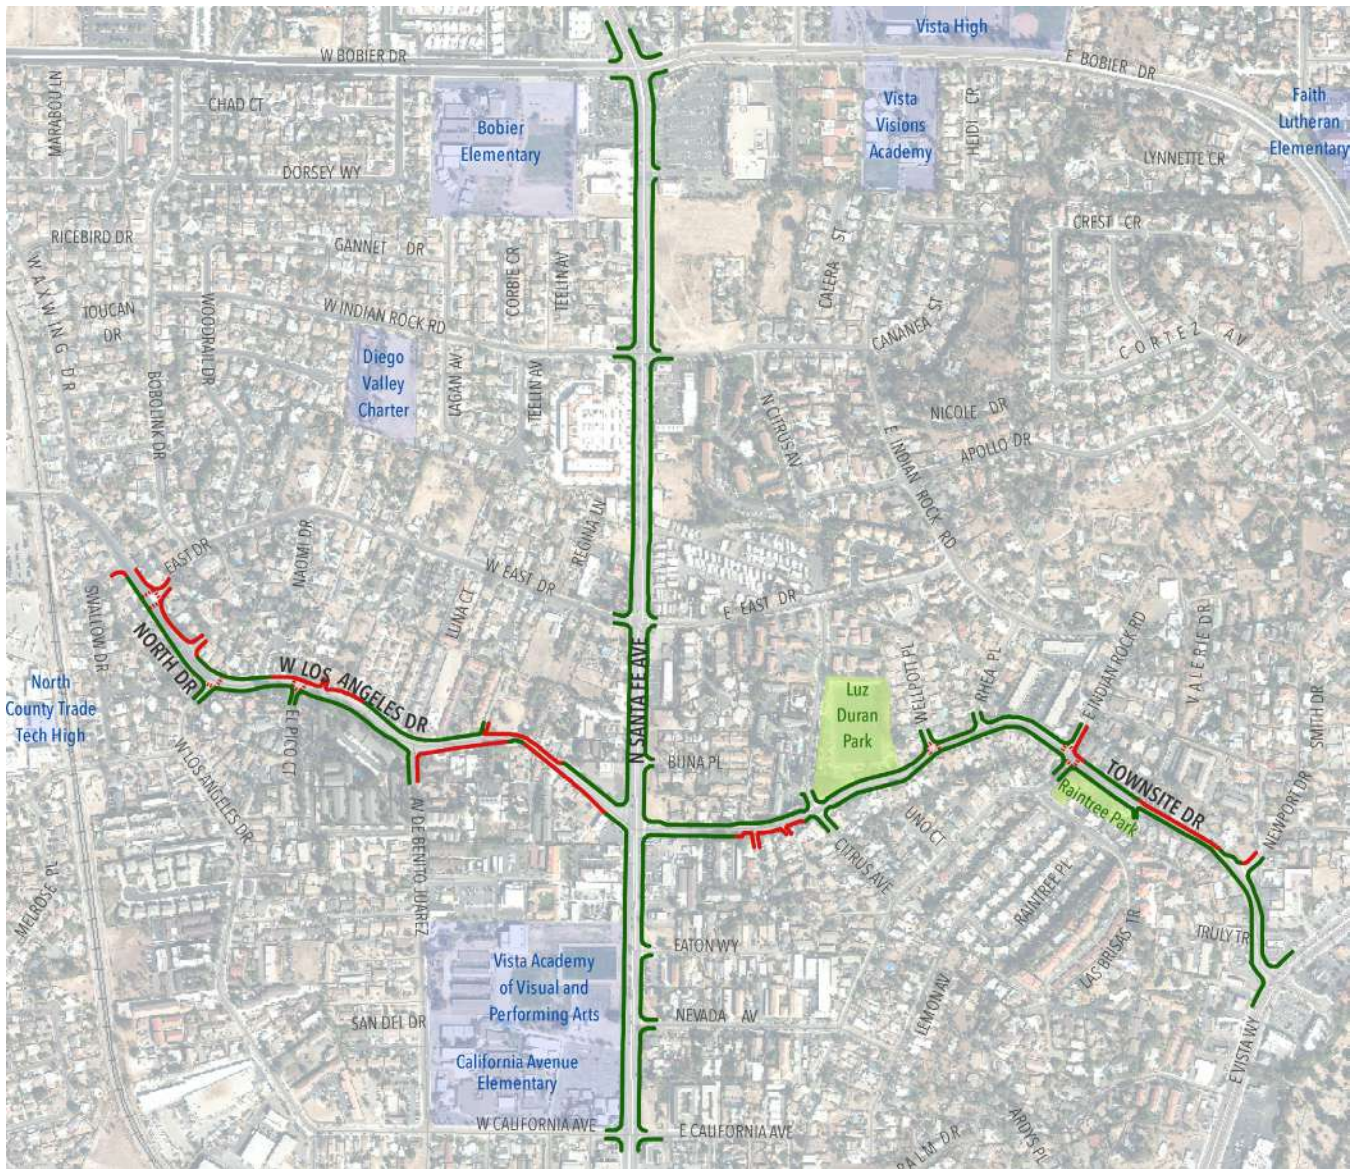 Vista High
W BOBIER DR
E BOBIER DR
MARABOU LN
CHAD CT
Bobier
Elementary
Vista
Visions
Academy
HEIDI CR
Faith
Lutheran
Elementary
DORSEY WY
LYNNETTE CR
RICEBIRD DR
GANNET DR
CORBIE CR
TEELIN AV
CALERA ST
CREST CR
WAXWING DR
TOUCAN
DR
WOODRAIL DR
W INDIAN ROCK RD
CANANEA ST
CORTEZ AV
Diego
Valley
Charter
BOBOLINK DR
LAGAN AV
TEELIN AV
N CITRUS AV
NICOLE DR
APOLLO DR
E INDIAN ROCK RD
EAST DR
NAOMI DR
REGINA LN
W EAST DR
E EAST DR
SWALLOW DR
LUNA CT
NORTH DR
W LOS ANGELES DR
N SANTA FE AVE
WELLPOTT PL
RHEA PL
E INDIAN ROCK RD
VALERIE DR
SMITH DR
North
County Trade
Tech High
Luz
Duran
Park
EL PICO CT
W LOS ANGELES DR
BUNA PL
TOWNSITE DR
Raintree Park
NEWPORT DR
AV DE BENITO JUAREZ
UNO CT
CITRUS AVE
RAINTREE PL
MELROSE PL
LAS BRISAS TR
TRULY TR
EATON WY
Vista Academy
of Visual and
Performing Arts
SAN DEL DR
NEVADA AV
LEMON AV
California Avenue
Elementary
E VISTA WY
W CALIFORNIA AVE
E CALIFORNIA AVE
ARDYS PL
LM DR